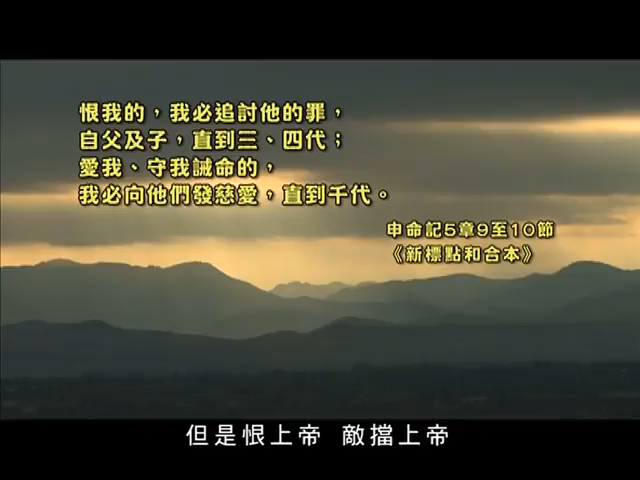 恨我的，我必追討他的罪，
自父及子，直到三、四代；
愛我、守我誡命的，
我必向他們發慈愛，直到千代。
申命記5章9至10節
《新標點和合本》
但是恨上帝 敵擋上帝